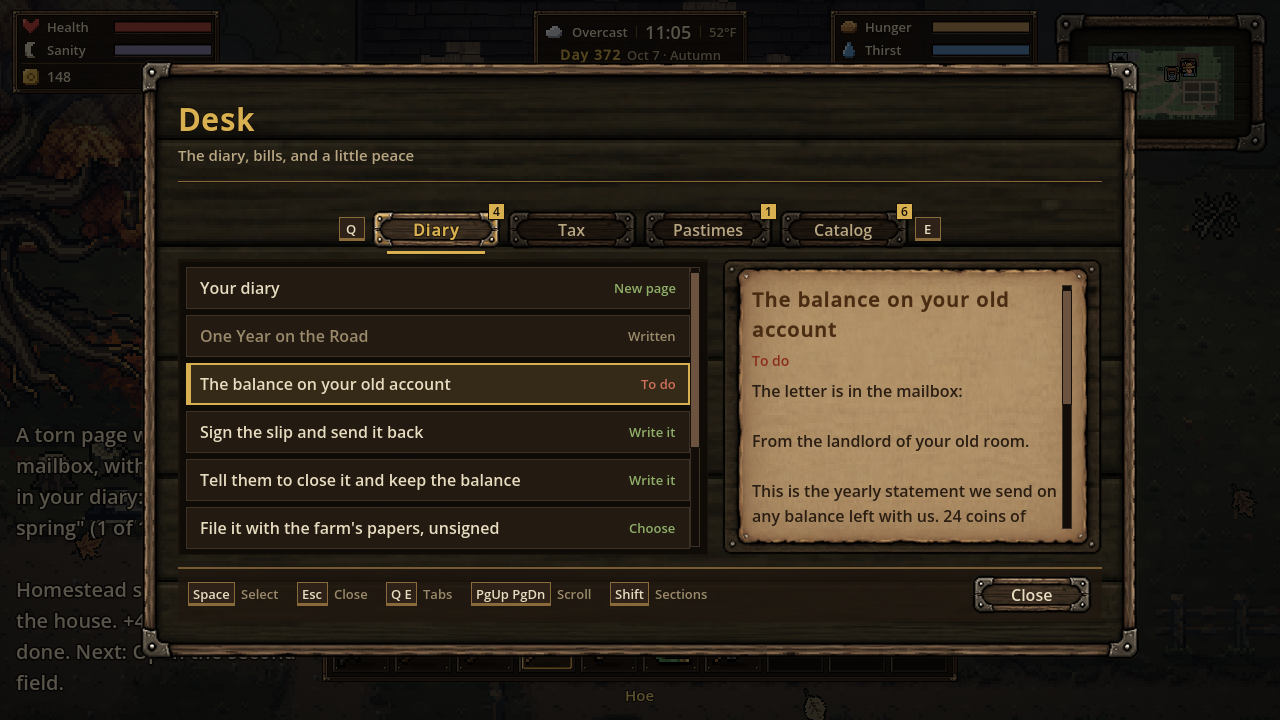 Health
Sanity
148
Overcast 11:05 52°F
Day 372 Oct 7 · Autumn
Hunger
Thirst
Desk
The diary, bills, and a little peace
Q
Diary
4
Tax
Pastimes
1
Catalog
6
E
Your diary New page
One Year on the Road Written
The balance on your old account To do
Sign the slip and send it back Write it
Tell them to close it and keep the balance Write it
File it with the farm's papers, unsigned Choose
The balance on your old
account
To do
The letter is in the mailbox:
From the landlord of your old room.
This is the yearly statement we send on
any balance left with us. 24 coins of
Space Select Esc Close Q E Tabs PgUp PgDn Scroll Shift Sections
Close
A torn page
mailbox, with
in your diary:
spring" (1 of
Homestead
the house.
done. Next: the second
field.
Hoe